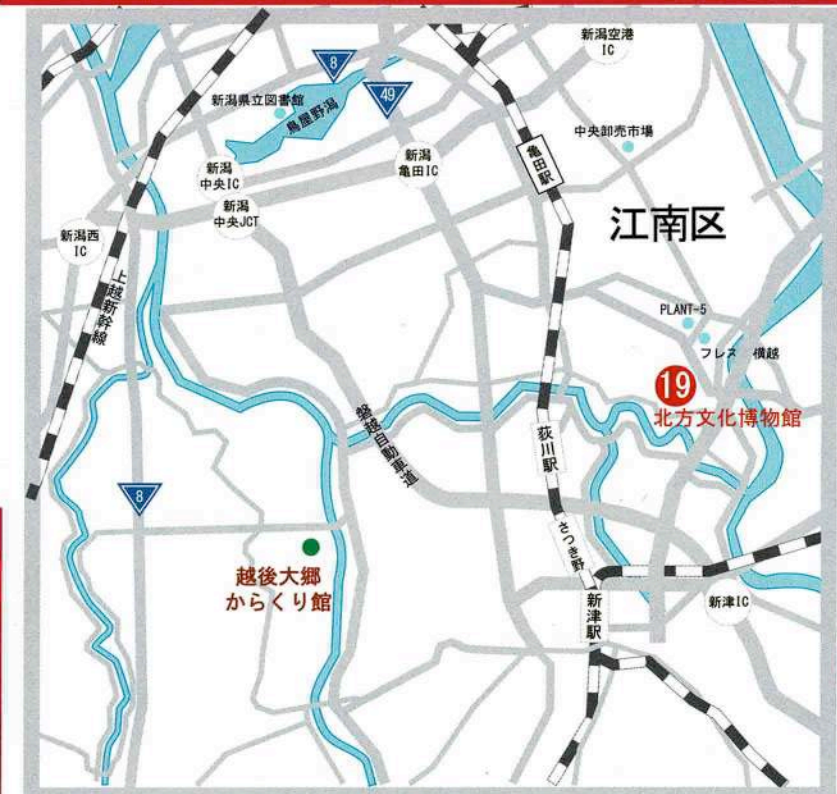 新潟空港
IC
8
新潟県立図書館
鳥屋野潟
49
中央卸売市場
亀田駅
新潟
中央IC
新潟
亀田IC
新潟
中央JCT
江南区
新潟西
IC
上越新幹線
PLANT-5
フレスポ横越
19
北方文化博物館
磐越自動車道
荻川駅
8
さつき野
越後大郷
からくり館
新津駅
新津IC